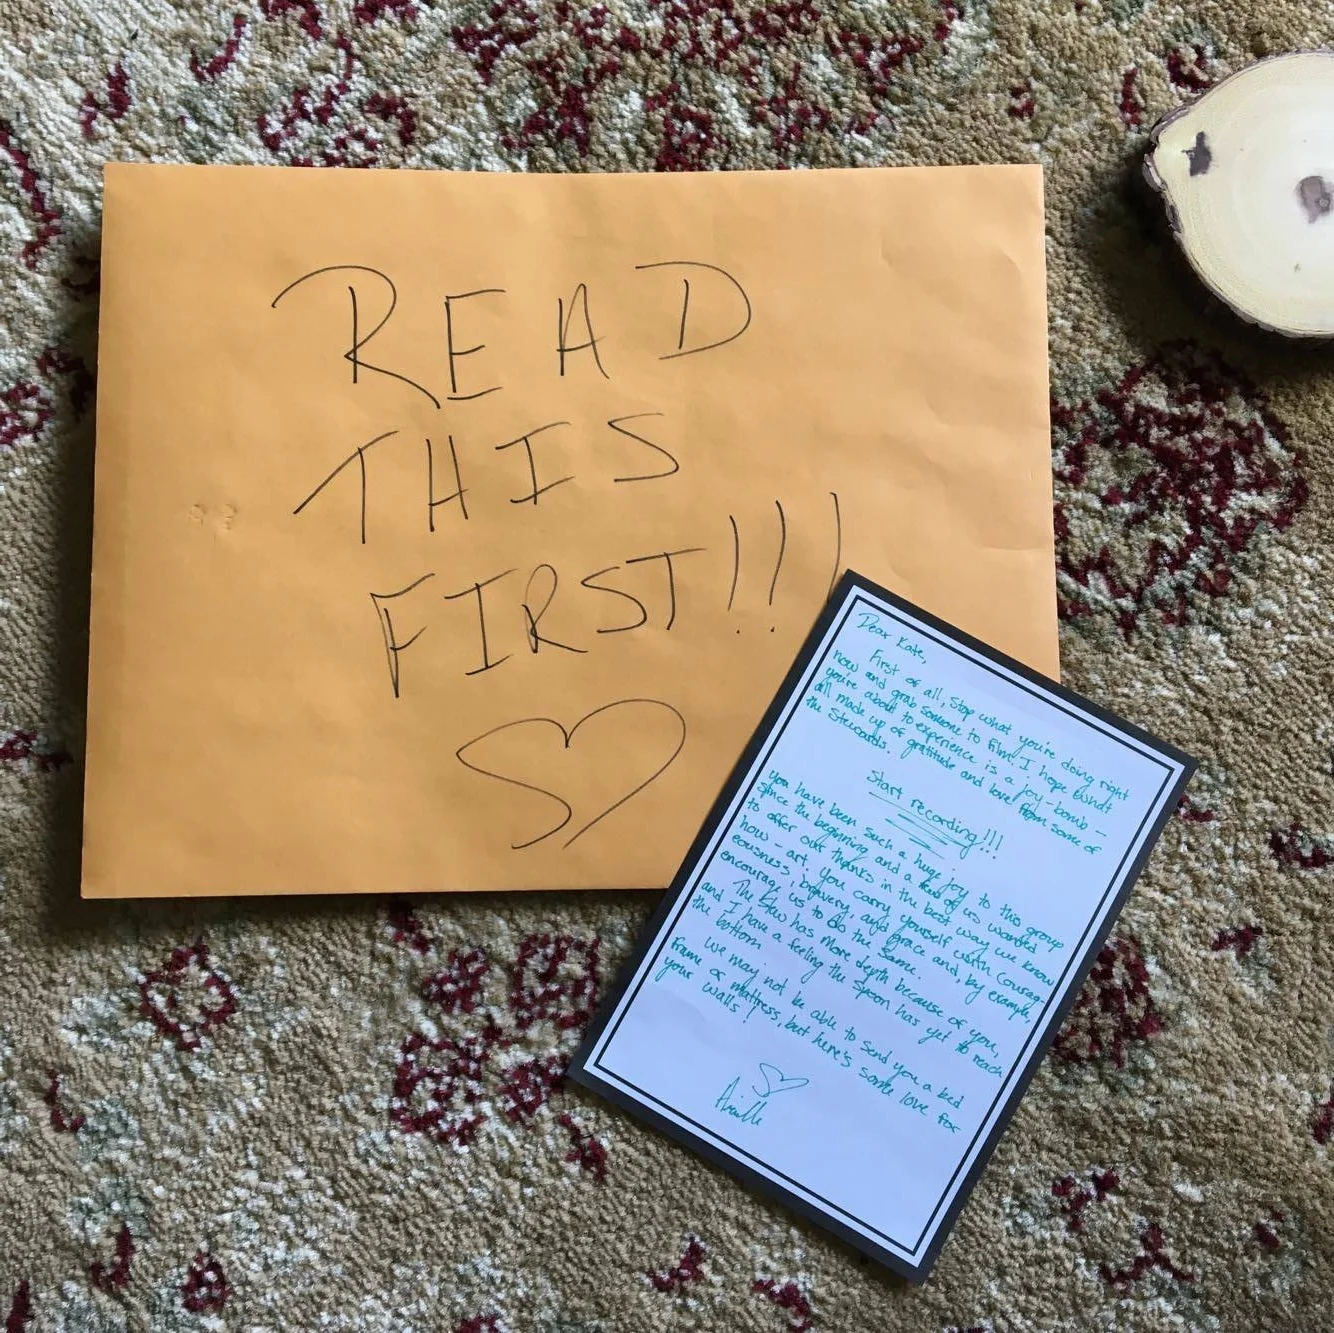 READ
THIS
FIRST!!!
Dear Kate,
First of all, stop what you're doing right
now and grab someone to film. I hope what
you're about to experience is a joy-bomb-
all made up of gratitude and love from some of
the Stewards.
Start recording!!!
You have been such a huge joy to this group
since the beginning and a few of us wanted
to offer our thanks in the best way we know
how - art. You carry yourself with courag-
eousness, bravery, and grace and, by example,
encourage us to do the same.
The Stew has more depth because of you,
and I have a feeling the spoon has yet to reach
the bottom.
We may not be able to send you a bed
frame or mattress, but here's some love for
your walls!
Arielle